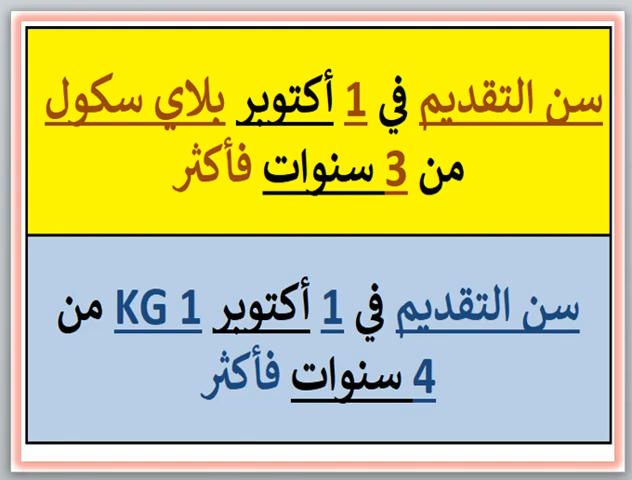 سن التقديم في 1 أكتوبر بلاي سكول
من 3 سنوات فأكثر
سن التقديم في 1 أكتوبر KG 1 من
4 سنوات فأكثر